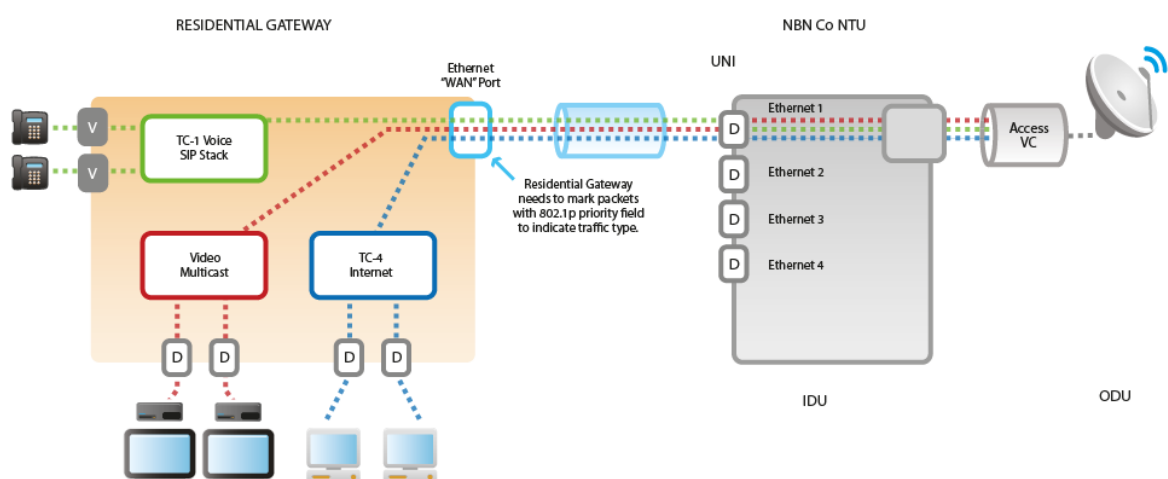 RESIDENTIAL GATEWAY
NBN Co NTU
UNI
Ethernet
“WAN” Port
Ethernet 1
V
TC-1 Voice
SIP Stack
D
Access
VC
V
Ethernet 2
D
Residential Gateway
needs to mark packets
with 802.1p priority field
to indicate traffic type.
Ethernet 3
D
Video
Multicast
TC-4
Internet
Ethernet 4
D
D
D
D
D
IDU
ODU